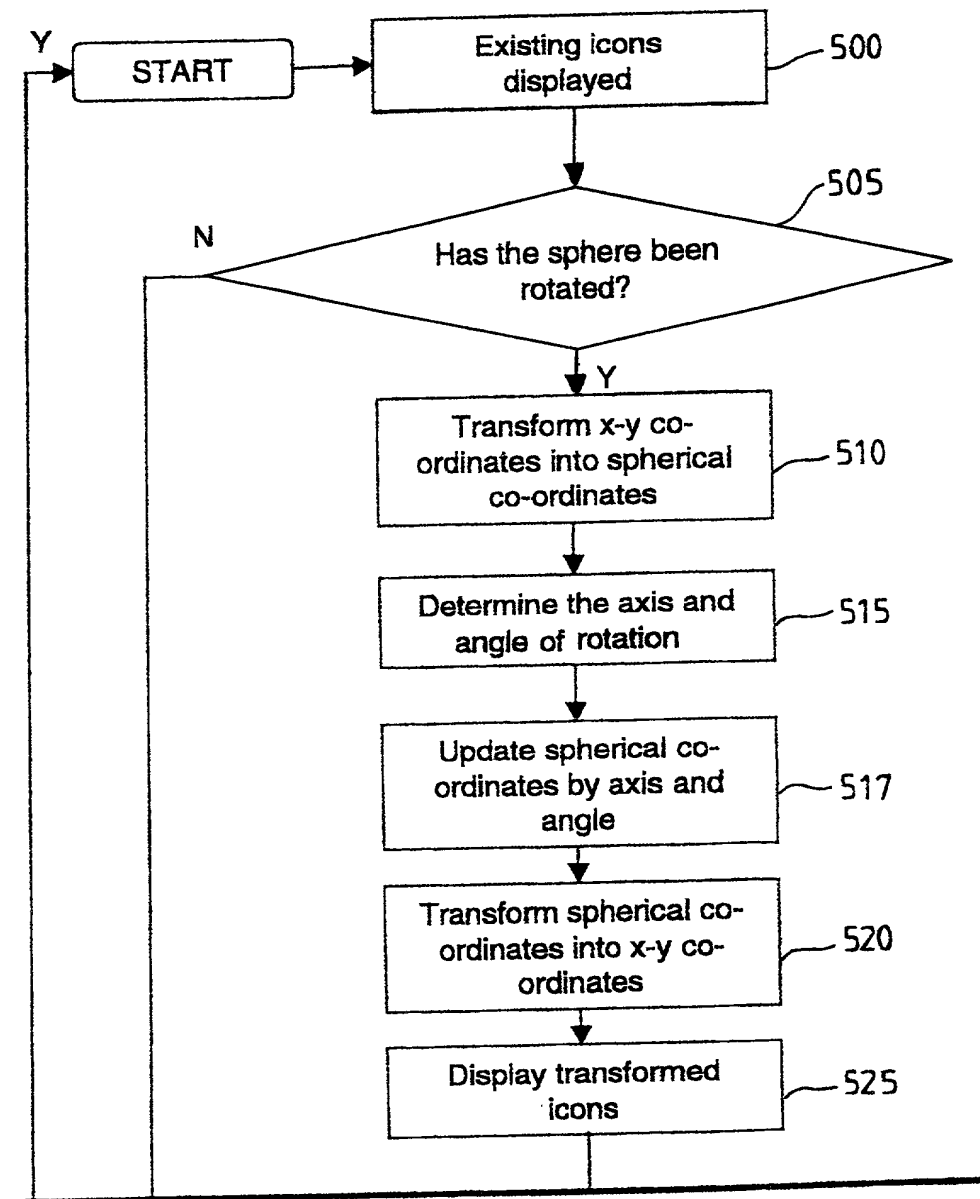 Y
START
Existing icons
displayed
500
505
N
Has the sphere been
rotated?
Y
Transform x-y co-
ordinates into spherical
co-ordinates
510
Determine the axis and
angle of rotation
515
Update spherical co-
ordinates by axis and
angle
517
Transform spherical co-
ordinates into x-y co-
ordinates
520
Display transformed
icons
525